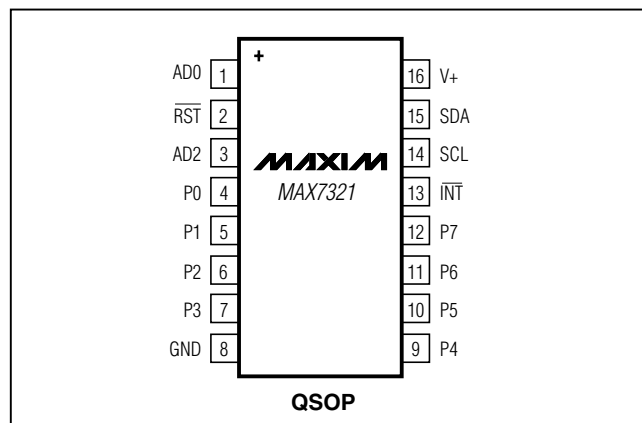 +
AD0 1 16 V+
RST 2 15 SDA
AD2 3 14 SCL
MAXIM
P0 4 MAX7321 13 INT
P1 5 12 P7
P2 6 11 P6
P3 7 10 P5
GND 8 9 P4
QSOP